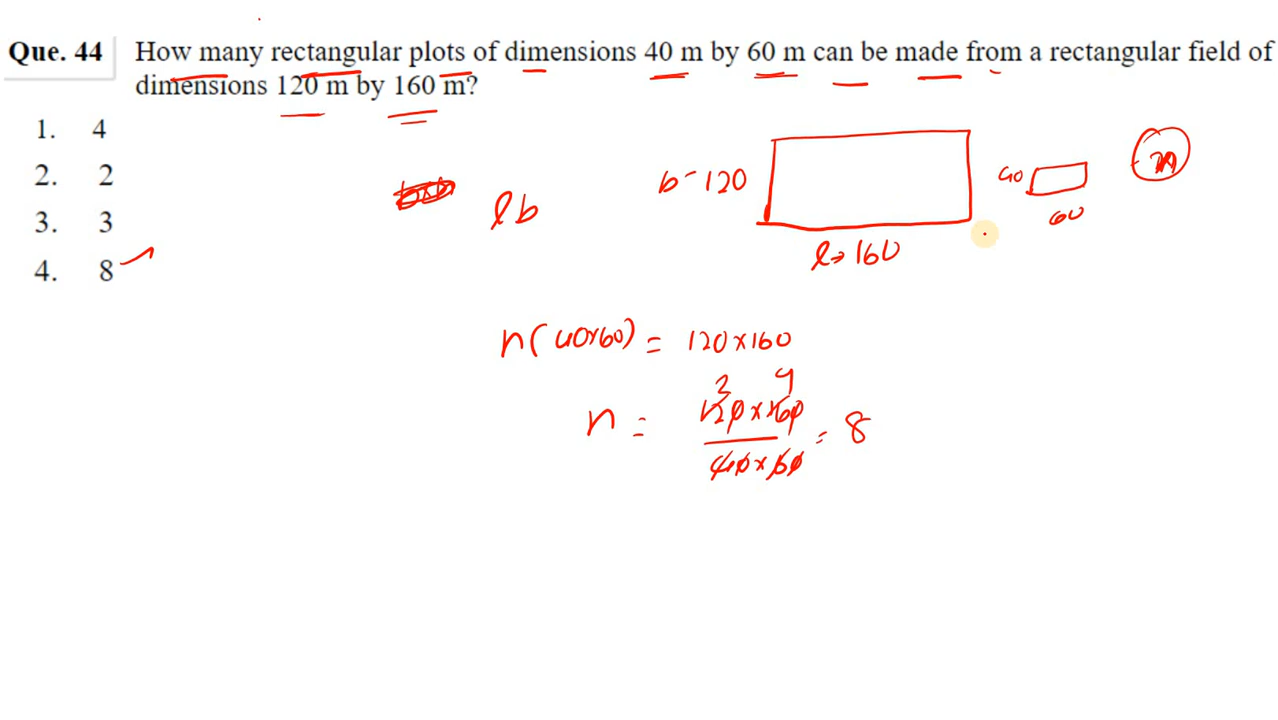 Que. 44 How many rectangular plots of dimensions 40 m by 60 m can be made from a rectangular field of
dimensions 120 m by 160 m?
1. 4
2. 2
3. 3
4. 8
l b
b - 120
l → 160
40
60
n
n(40×60) = 120×160
2 4
n = 120×160
40×60
= 8